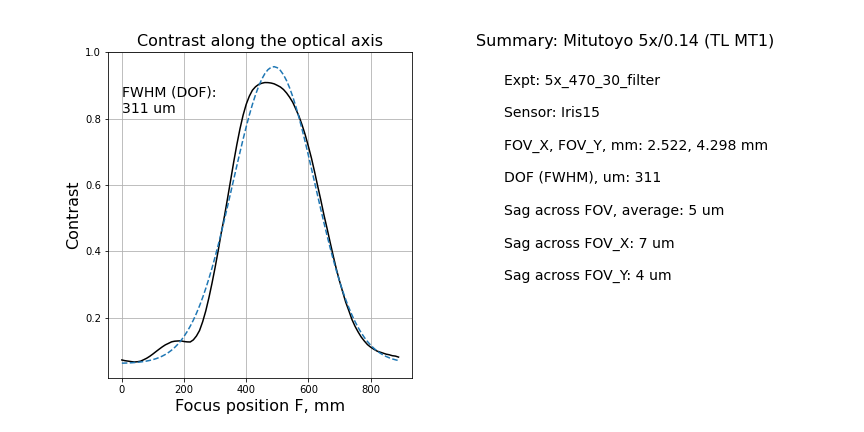 Contrast along the optical axis
1.0
0.8
0.6
0.4
0.2
Contrast
FWHM (DOF):
311 um
0 200 400 600 800
Focus position F, mm
Summary: Mitutoyo 5x/0.14 (TL MT1)
Expt: 5x_470_30_filter
Sensor: Iris15
FOV_X, FOV_Y, mm: 2.522, 4.298 mm
DOF (FWHM), um: 311
Sag across FOV, average: 5 um
Sag across FOV_X: 7 um
Sag across FOV_Y: 4 um